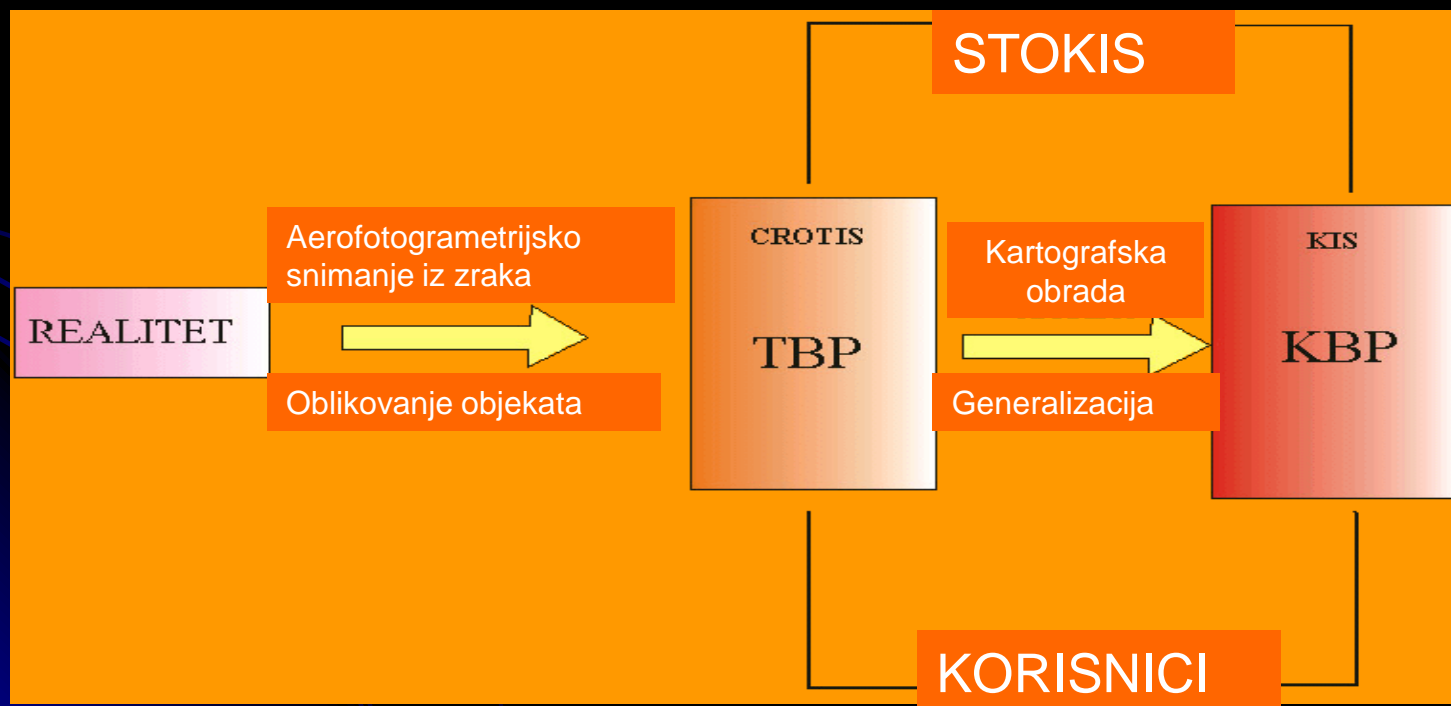 STOKIS
Aerofotogrametrijsko
snimanje iz zraka
CROTIS
Kartografska
obrada
KIS
REALITET
TBP
KBP
Oblikovanje objekata
Generalizacija
KORISNICI